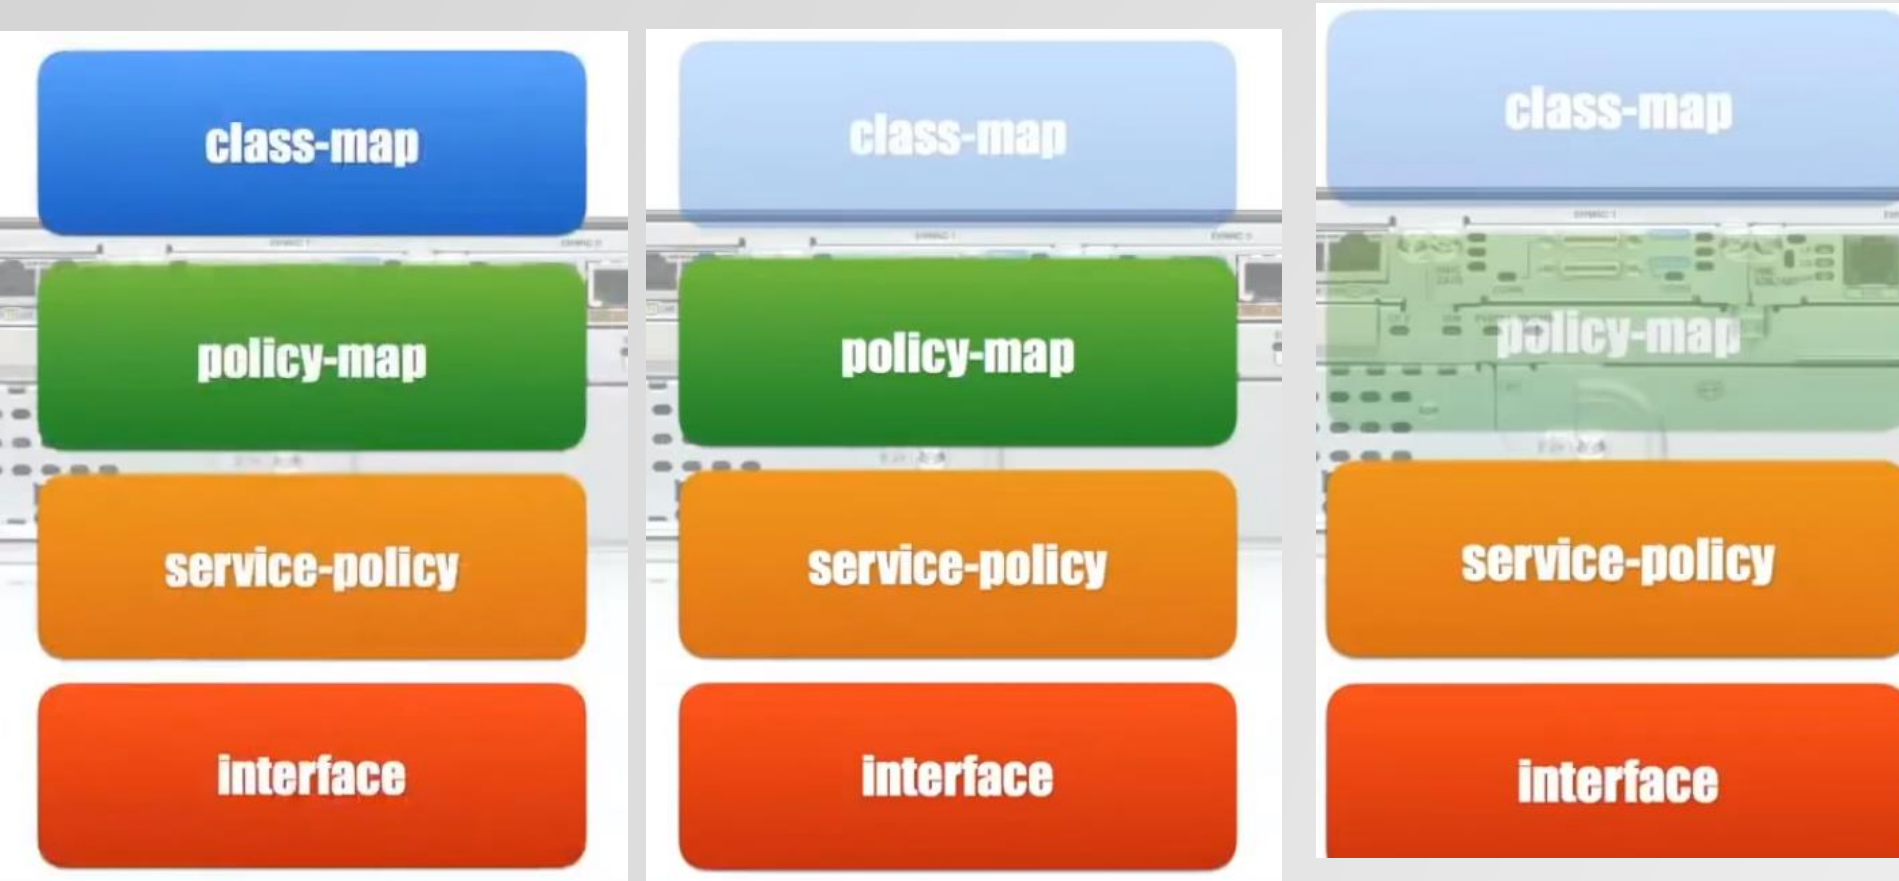 class-map
policy-map
service-policy
interface
class-map
policy-map
service-policy
interface
class-map
policy-map
service-policy
interface